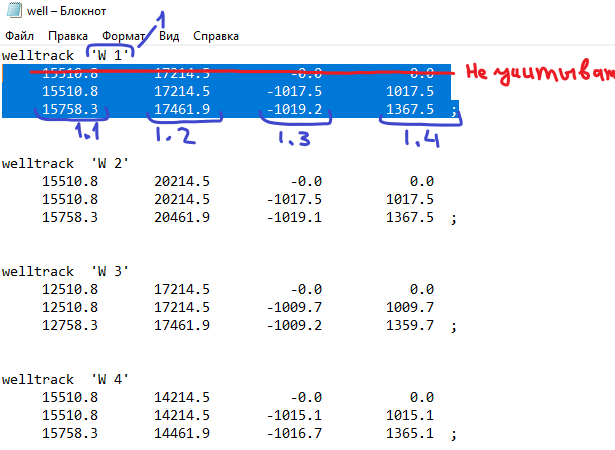 well – Блокнот
1
Файл Правка Формат Вид Справка
welltrack 'W 1'
15510.8 17214.5 -0.0 0.0 Не учитыват
15510.8 17214.5 -1017.5 1017.5
15758.3 17461.9 -1019.2 1367.5 ;
1.1 1.2 1.3 1.4
welltrack 'W 2'
15510.8 20214.5 -0.0 0.0
15510.8 20214.5 -1017.5 1017.5
15758.3 20461.9 -1019.1 1367.5 ;
welltrack 'W 3'
12510.8 17214.5 -0.0 0.0
12510.8 17214.5 -1009.7 1009.7
12758.3 17461.9 -1009.2 1359.7 ;
welltrack 'W 4'
15510.8 14214.5 -0.0 0.0
15510.8 14214.5 -1015.1 1015.1
15758.3 14461.9 -1016.7 1365.1 ;